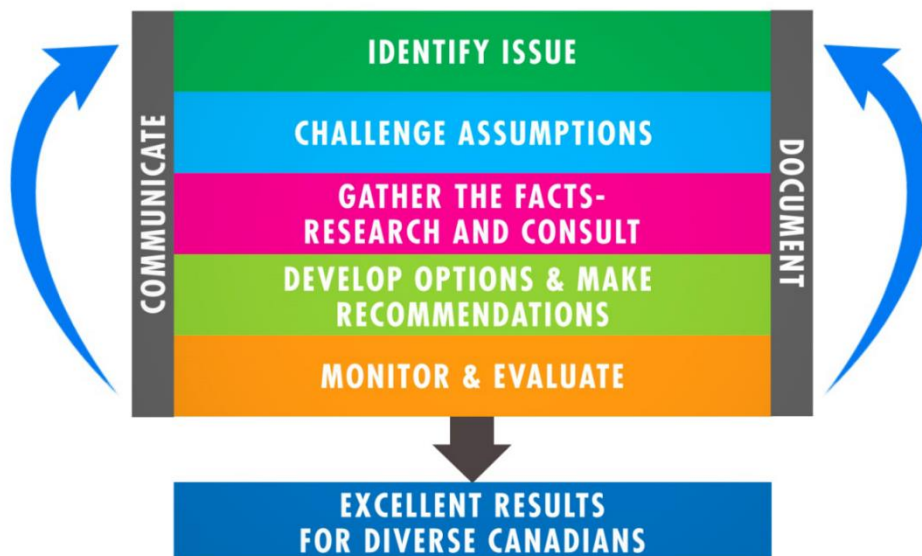 IDENTIFY ISSUE
CHALLENGE ASSUMPTIONS
GATHER THE FACTS-
RESEARCH AND CONSULT
DEVELOP OPTIONS & MAKE
RECOMMENDATIONS
MONITOR & EVALUATE
COMMUNICATE
DOCUMENT
EXCELLENT RESULTS
FOR DIVERSE CANADIANS